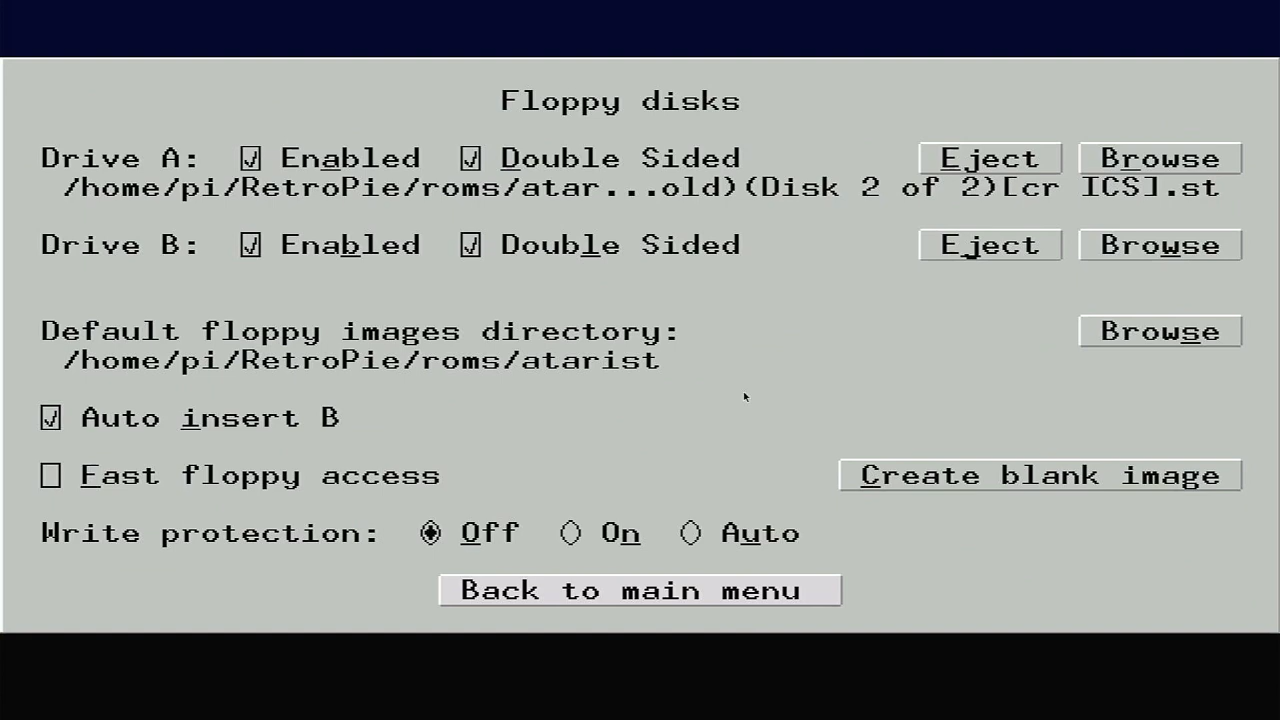 Floppy disks
Drive A: Enabled Double Sided Eject Browse
/home/pi/RetroPie/roms/atar...old)(Disk 2 of 2)[cr ICS].st
Drive B: Enabled Double Sided Eject Browse
Default floppy images directory: Browse
/home/pi/RetroPie/roms/atarist
Auto insert B
Fast floppy access Create blank image
Write protection: Off On Auto
Back to main menu